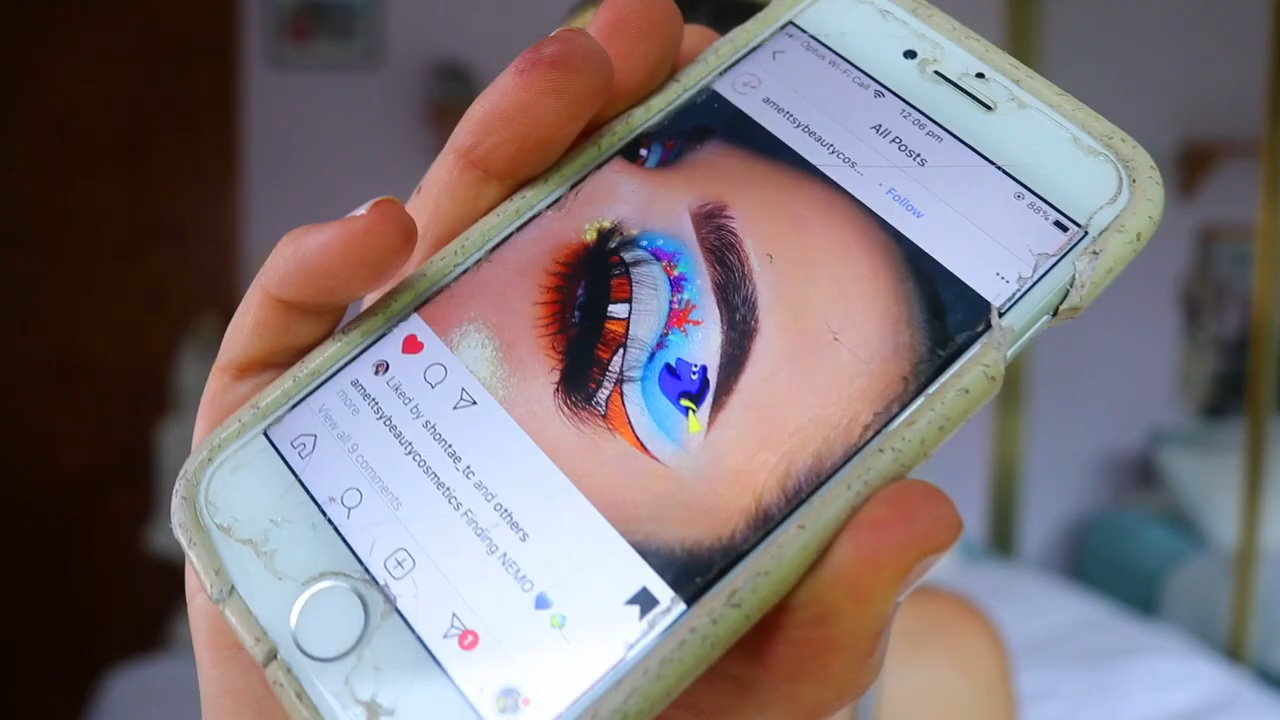 Optus Wi-Fi Call 12:06 pm 88%
All Posts
amettsybeautycos... • Follow
Liked by shontae_tc and others
amettsybeautycosmetics Finding NEMO 💙🐠
more
View all 9 comments
1